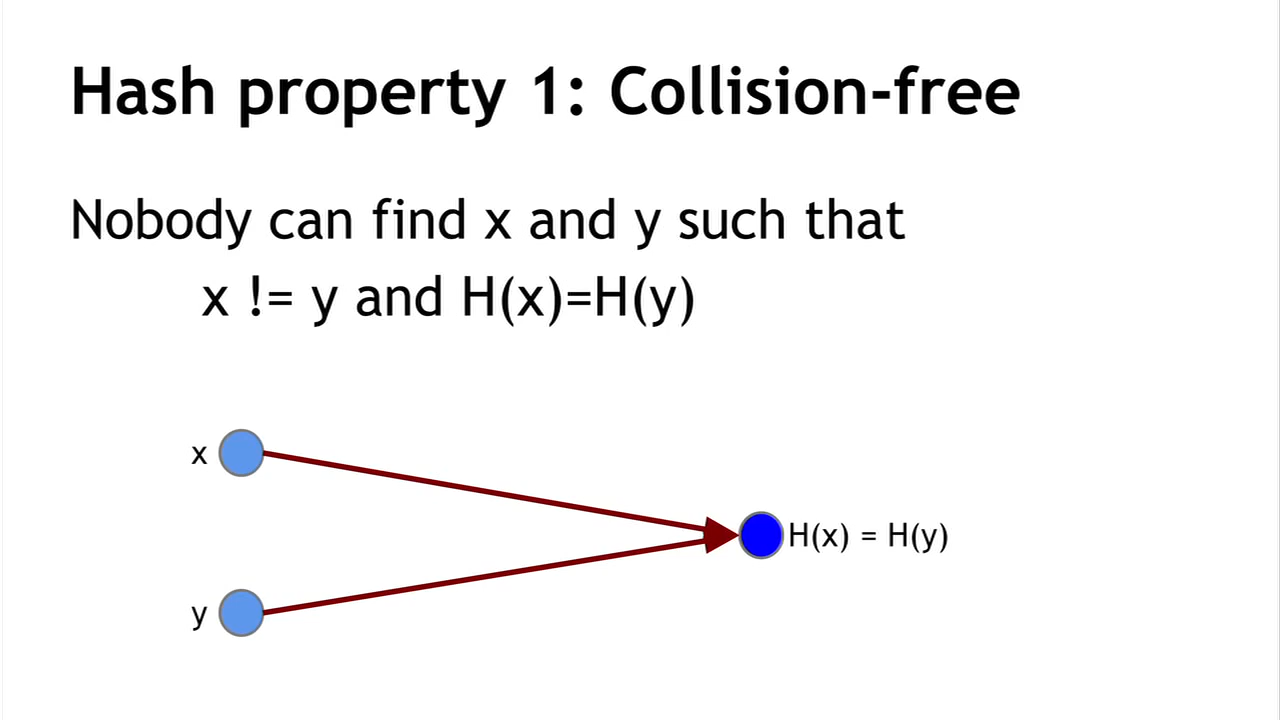 Hash property 1: Collision-free
Nobody can find x and y such that
x != y and H(x)=H(y)
x
H(x) = H(y)
y